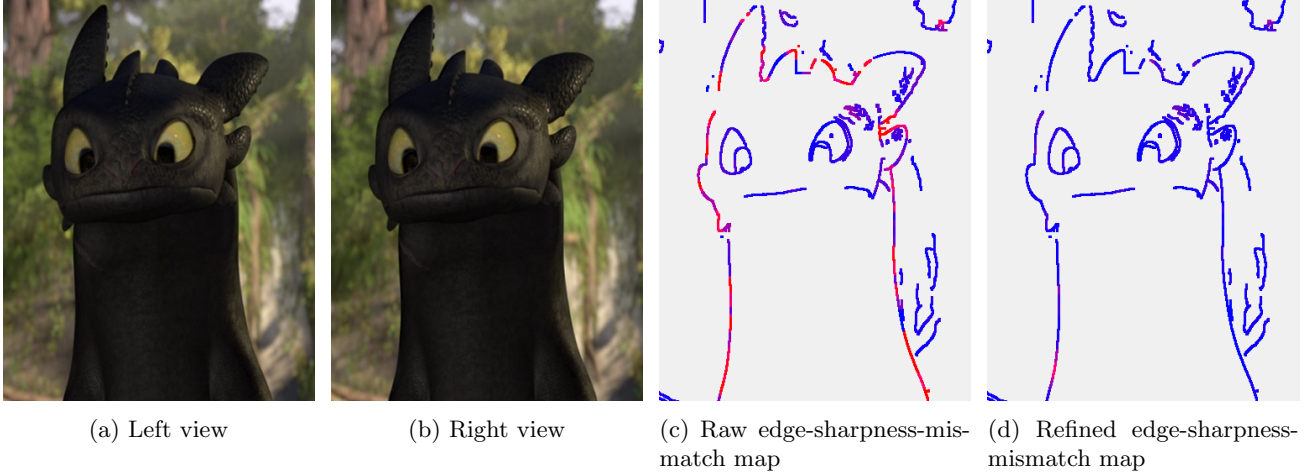 (a) Left view
(b) Right view
(c) Raw edge-sharpness-mis-
match map
(d) Refined edge-sharpness-
mismatch map